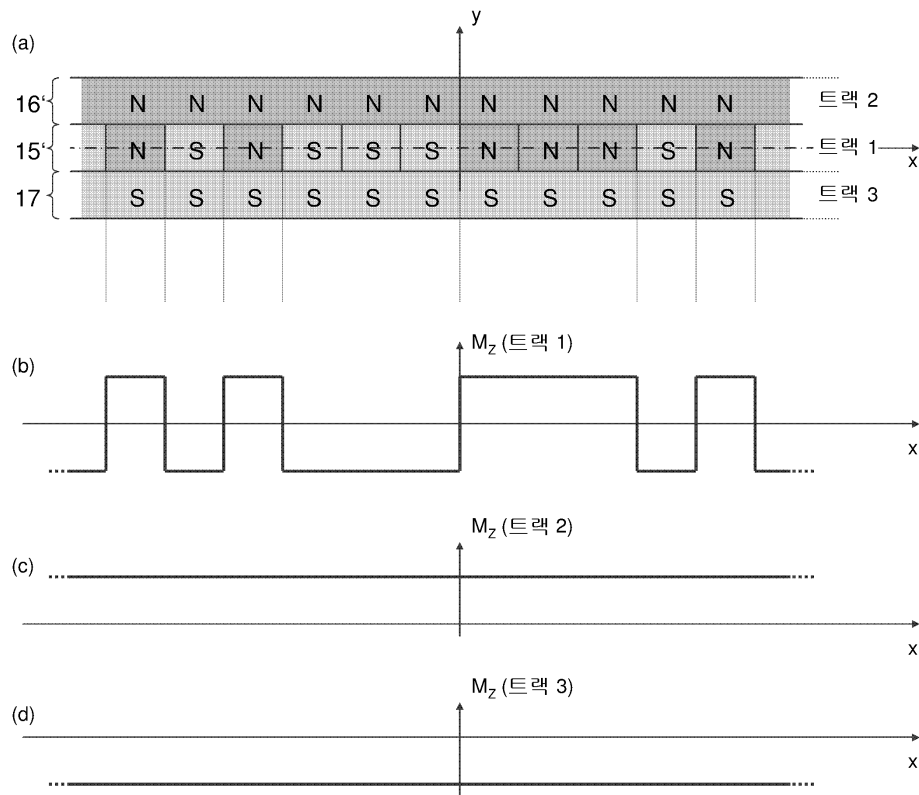 y
(a)
16' N N N N N N N N N N N 트랙 2
15' N S N S S S N N N S N 트랙 1
x
17 S S S S S S S S S S S 트랙 3
(b)
M_Z (트랙 1)
x
M_Z (트랙 2)
(c)
x
M_Z (트랙 3)
(d)
x